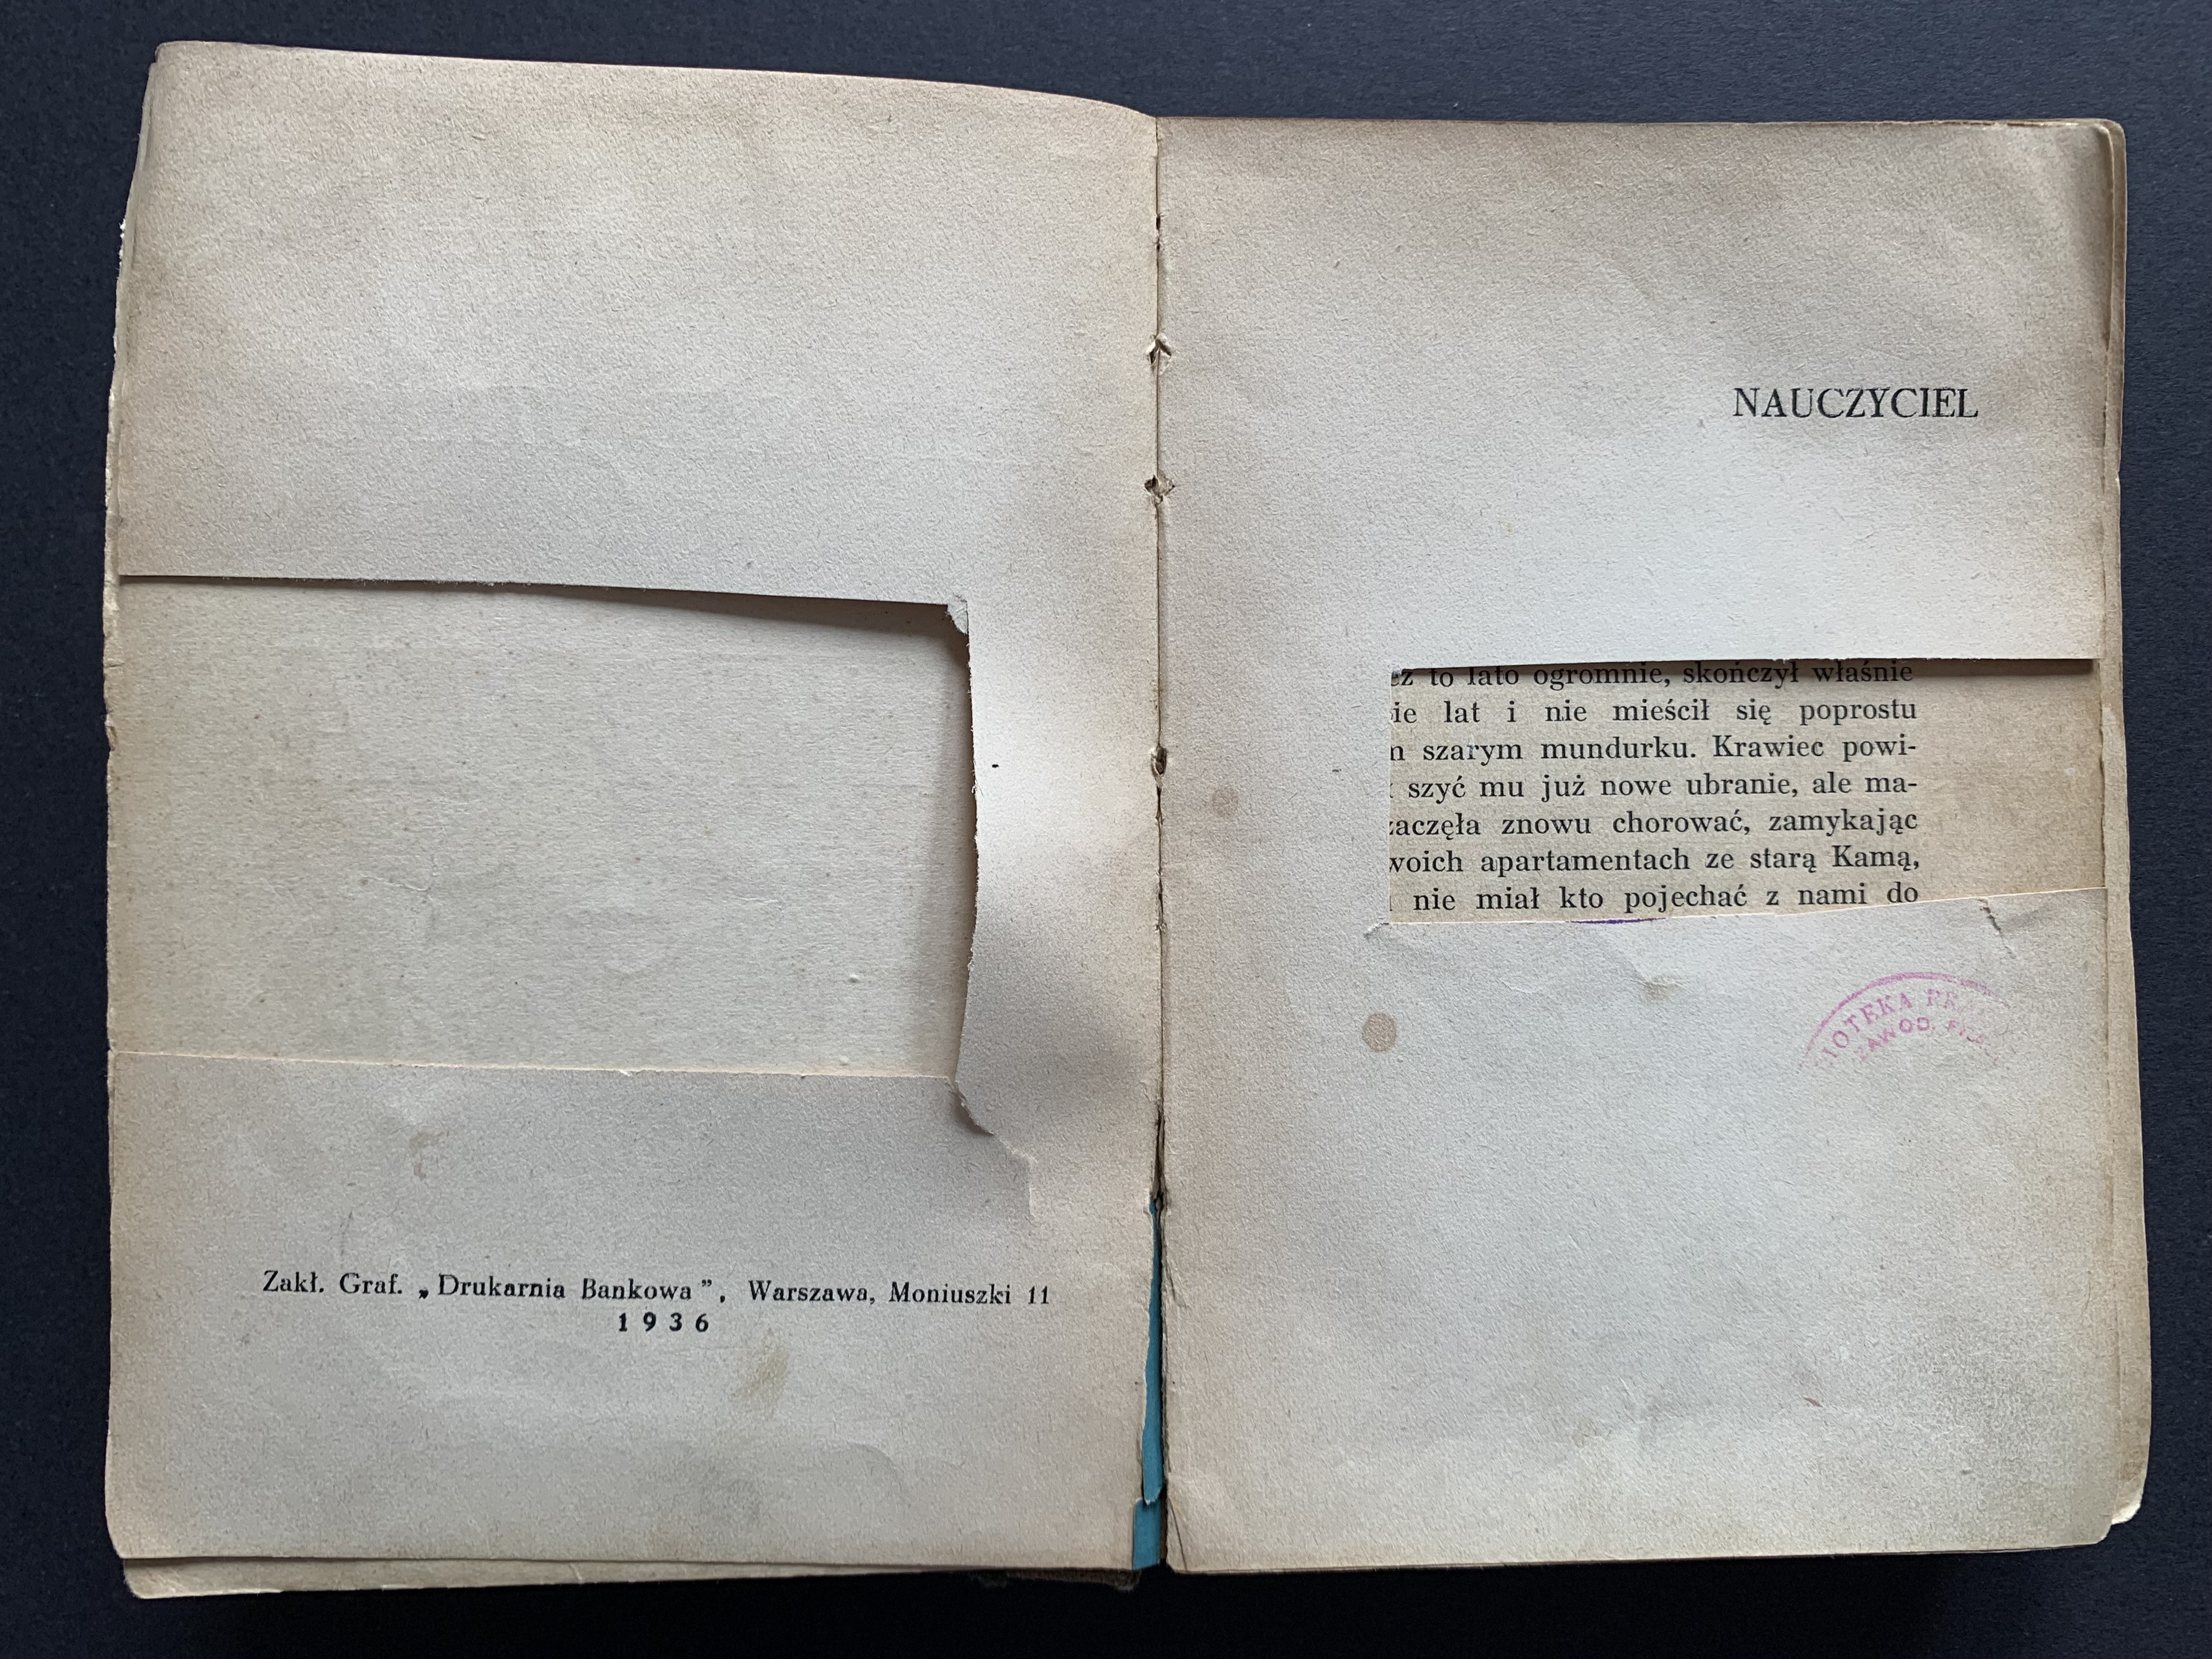 Zakł. Graf. „Drukarnia Bankowa”, Warszawa, Moniuszki 11
1936
NAUCZYCIEL
to lato ogromnie, skończył właśnie
lat i nie mieścił się poprostu
szarym mundurku. Krawiec powi-
szyć mu już nowe ubranie, ale ma-
zaczęła znowu chorować, zamykając
apartamentach ze starą Kamą,
nie miał kto pojechać z nami do
ZAWOD.